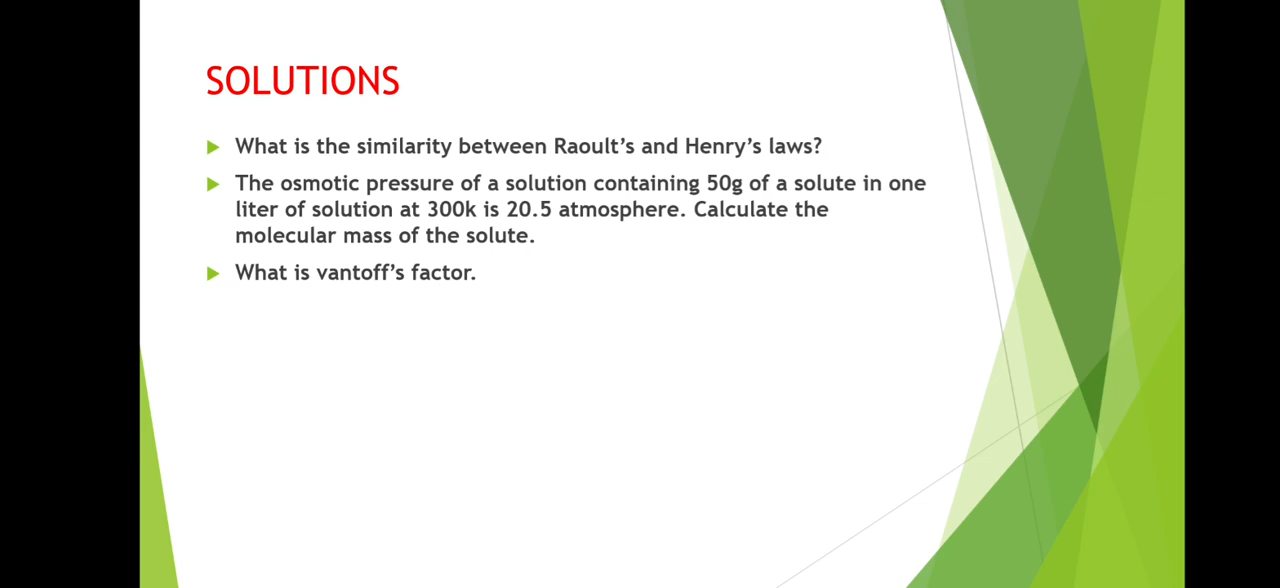 SOLUTIONS
What is the similarity between Raoult's and Henry's laws?
The osmotic pressure of a solution containing 50g of a solute in one
liter of solution at 300k is 20.5 atmosphere. Calculate the
molecular mass of the solute.
What is vantoff's factor.